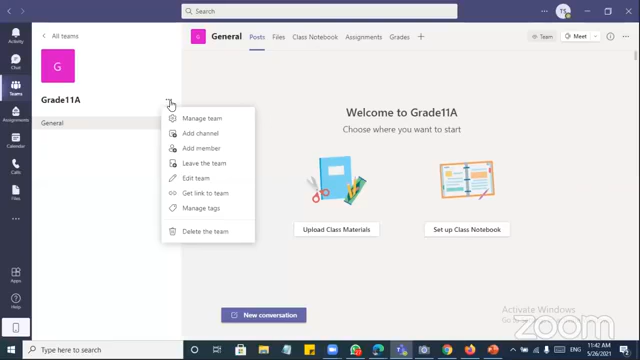 Search
TS
Activity
Chat
Teams
Assignments
Calendar
Calls
Files
Apps
Help
All teams
G
Grade11A
General
Manage team
Add channel
Add member
Leave the team
Edit team
Get link to team
Manage tags
Delete the team
G
General
Posts
Files
Class Notebook
Assignments
Grades
Team
Meet
Welcome to Grade11A
Choose where you want to start
Upload Class Materials
Set up Class Notebook
New conversation
Activate Windows
zoom
Type here to search
ENG
11:42 AM
5/26/2021